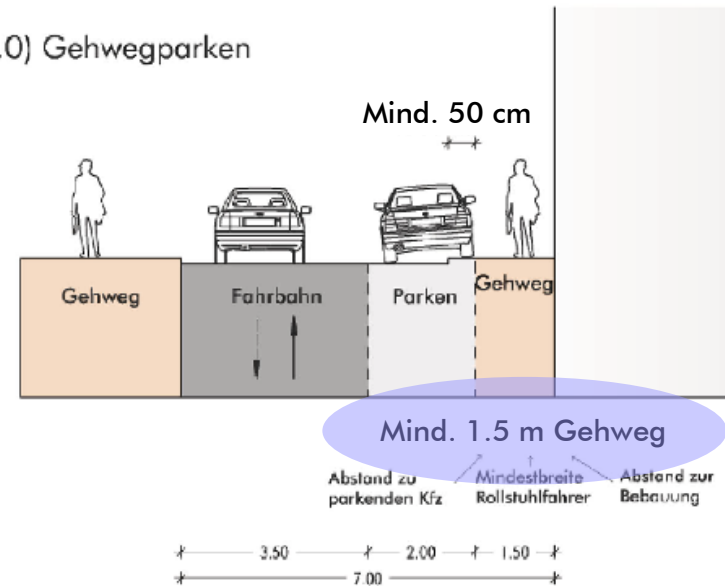 .0) Gehwegparken
Mind. 50 cm
Gehweg
Fahrbahn
Parken
Gehweg
Mind. 1.5 m Gehweg
Abstand zu
parkenden Kfz
Mindestbreite
Rollstuhlfahrer
Abstand zur
Bebauung
3.50
2.00
1.50
7.00